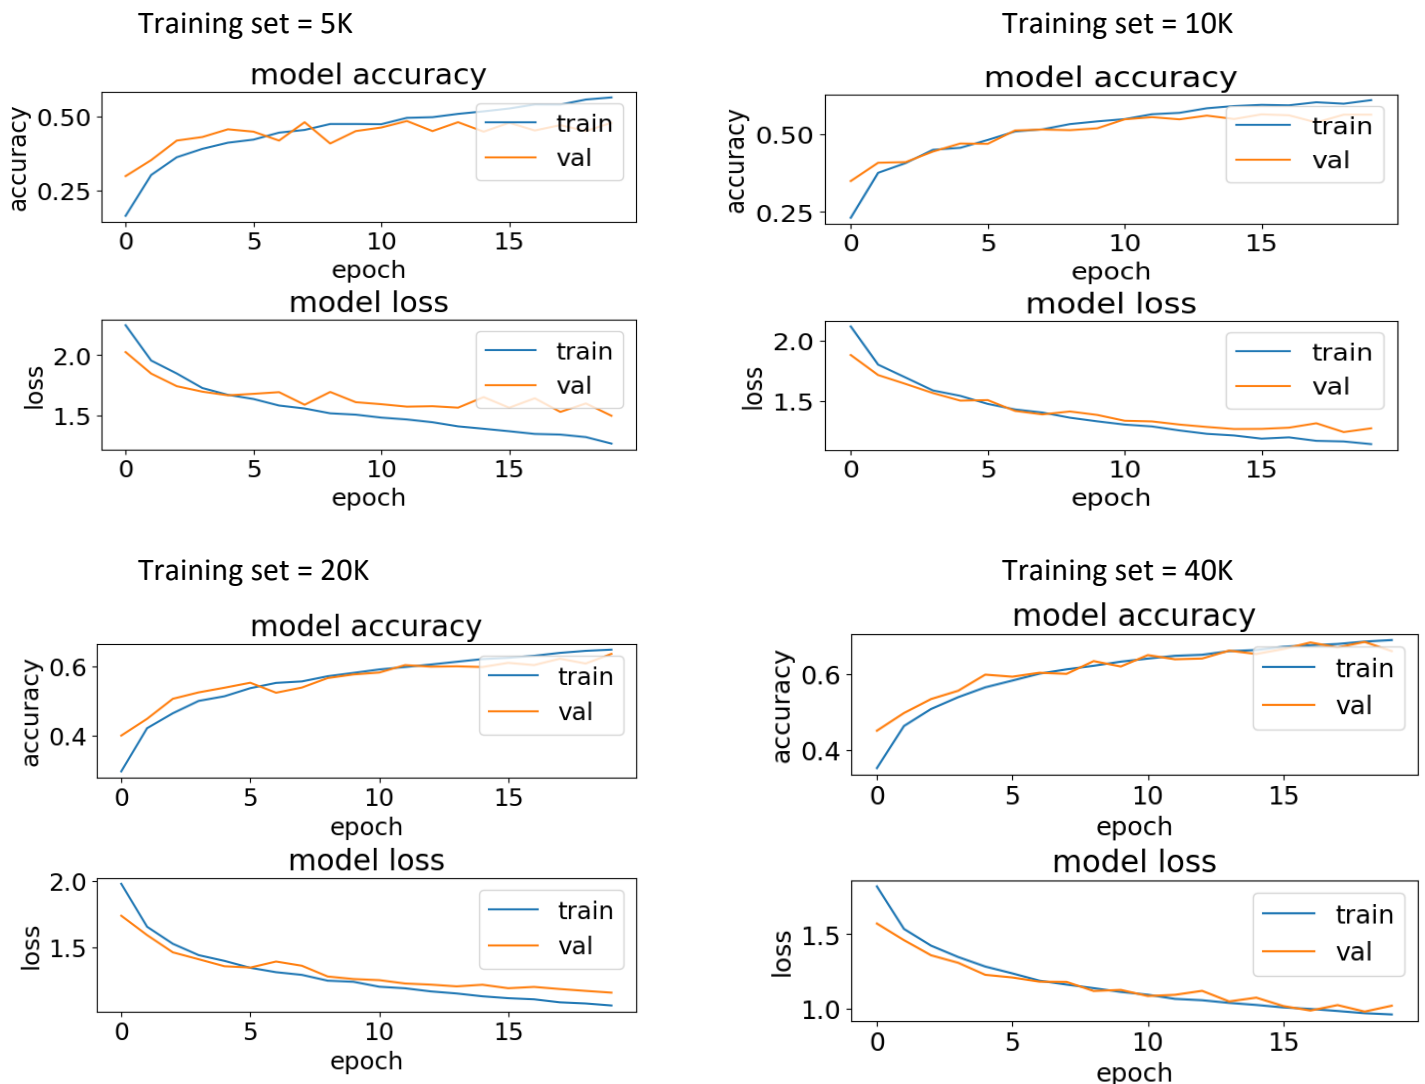 Training set = 5K
model accuracy
accuracy
0.50
0.25
train
val
0 5 10 15
epoch
model loss
loss
2.0
1.5
train
val
0 5 10 15
epoch
Training set = 10K
model accuracy
accuracy
0.50
0.25
train
val
0 5 10 15
epoch
model loss
loss
2.0
1.5
train
val
0 5 10 15
epoch
Training set = 20K
model accuracy
accuracy
0.6
0.4
train
val
0 5 10 15
epoch
model loss
loss
2.0
1.5
train
val
0 5 10 15
epoch
Training set = 40K
model accuracy
accuracy
0.6
0.4
train
val
0 5 10 15
epoch
model loss
loss
1.5
1.0
train
val
0 5 10 15
epoch